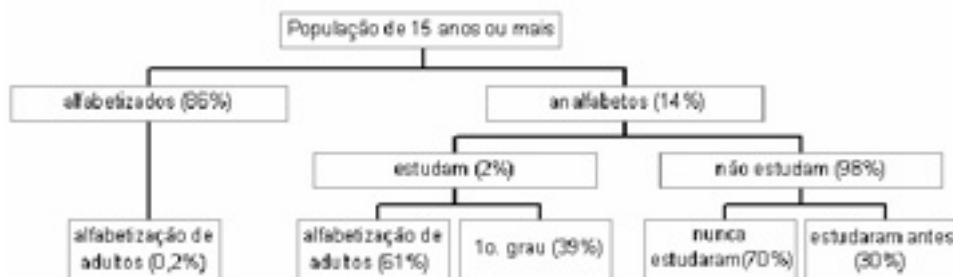 População de 15 anos ou mais
alfabetizados (86%)
analfabetos (14%)
estudam (2%)
não estudam (98%)
alfabetização de
adultos (0,2%)
alfabetização de
adultos (61%)
1o. grau (39%)
nunca
estudaram(70%)
estudaram antes
(30%)